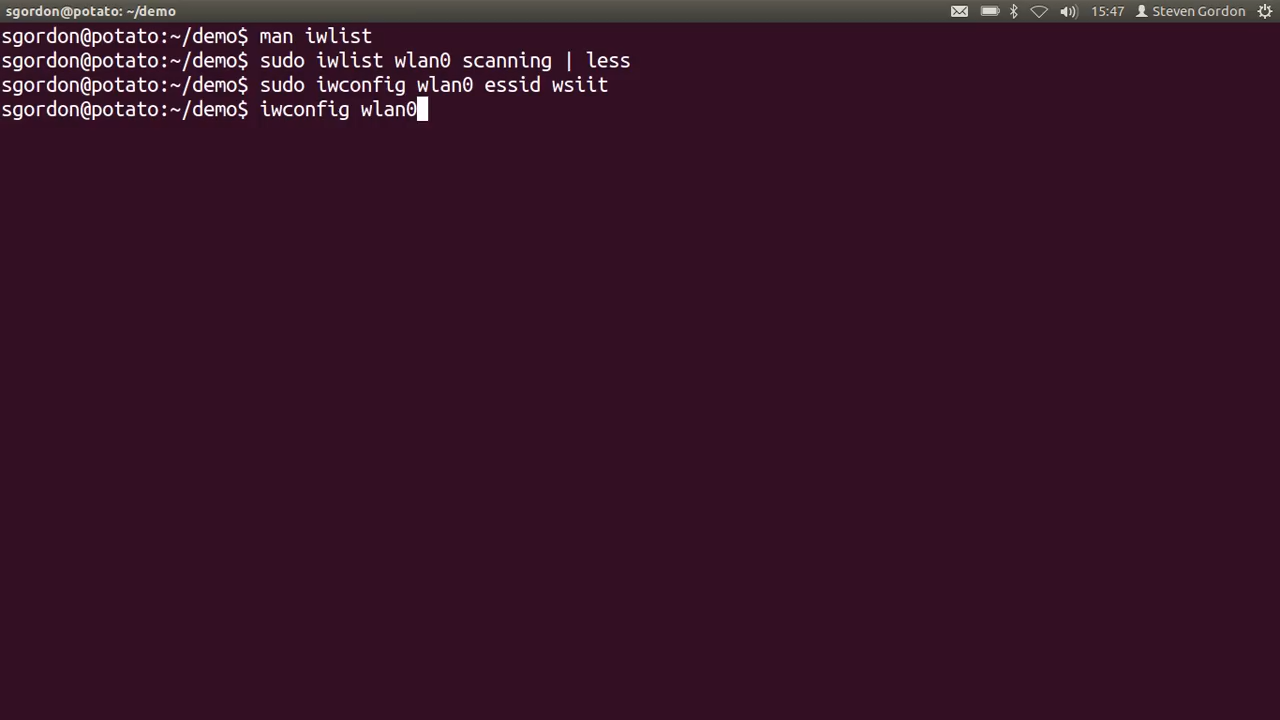 sgordon@potato: ~/demo 15:47 Steven Gordon
sgordon@potato:~/demo$ man iwlist
sgordon@potato:~/demo$ sudo iwlist wlan0 scanning | less
sgordon@potato:~/demo$ sudo iwconfig wlan0 essid wsiit
sgordon@potato:~/demo$ iwconfig wlan0